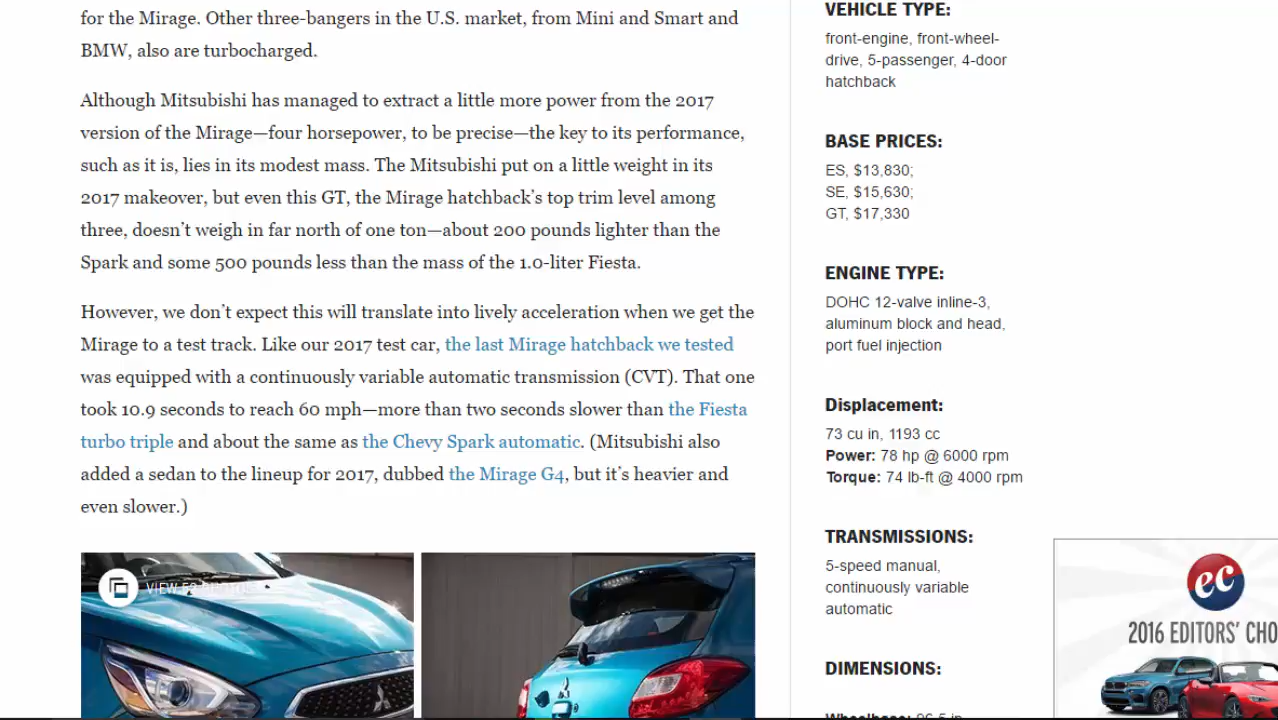 for the Mirage. Other three-bangers in the U.S. market, from Mini and Smart and
BMW, also are turbocharged.
Although Mitsubishi has managed to extract a little more power from the 2017
version of the Mirage—four horsepower, to be precise—the key to its performance,
such as it is, lies in its modest mass. The Mitsubishi put on a little weight in its
2017 makeover, but even this GT, the Mirage hatchback’s top trim level among
three, doesn’t weigh in far north of one ton—about 200 pounds lighter than the
Spark and some 500 pounds less than the mass of the 1.0-liter Fiesta.
However, we don’t expect this will translate into lively acceleration when we get the
Mirage to a test track. Like our 2017 test car, the last Mirage hatchback we tested
was equipped with a continuously variable automatic transmission (CVT). That one
took 10.9 seconds to reach 60 mph—more than two seconds slower than the Fiesta
turbo triple and about the same as the Chevy Spark automatic. (Mitsubishi also
added a sedan to the lineup for 2017, dubbed the Mirage G4, but it’s heavier and
even slower.)
VIEW
VEHICLE TYPE:
front-engine, front-wheel-
drive, 5-passenger, 4-door
hatchback
BASE PRICES:
ES, $13,830;
SE, $15,630;
GT, $17,330
ENGINE TYPE:
DOHC 12-valve inline-3,
aluminum block and head,
port fuel injection
Displacement:
73 cu in, 1193 cc
Power: 78 hp @ 6000 rpm
Torque: 74 lb-ft @ 4000 rpm
TRANSMISSIONS:
5-speed manual,
continuously variable
automatic
DIMENSIONS:
Wheelbase: 96.5 in
ec
2016 EDITORS’ CHO